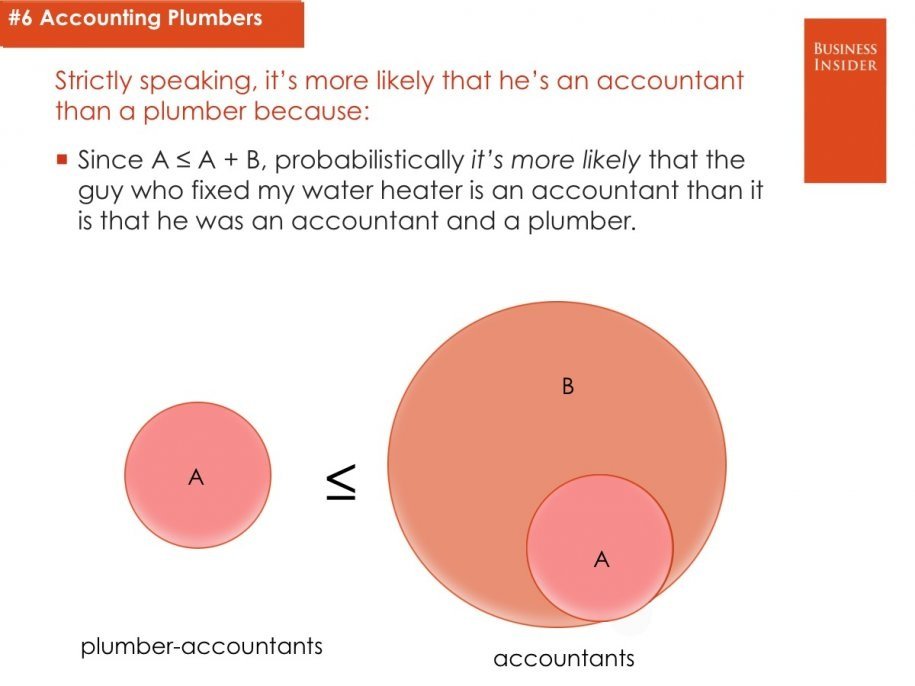 #6 Accounting Plumbers
BUSINESS
INSIDER
Strictly speaking, it’s more likely that he’s an accountant
than a plumber because:
▪ Since A ≤ A + B, probabilistically it’s more likely that the
guy who fixed my water heater is an accountant than it
is that he was an accountant and a plumber.
B
A
≤
A
plumber-accountants
accountants